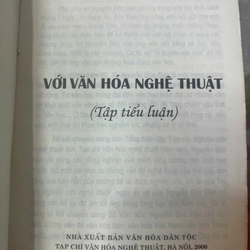 VỚI VĂN HÓA NGHỆ THUẬT
(Tập tiểu luận)
NHÀ XUẤT BẢN VĂN HÓA DÂN TỘC
TẠP CHÍ VĂN HÓA NGHỆ THUẬT, HÀ NỘI, 2000